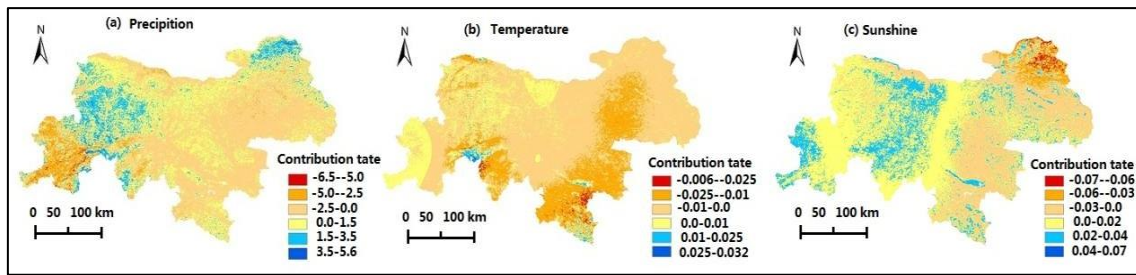 (a) Precipition
N
Contribution tate
-6.5--5.0
-5.0--2.5
-2.5-0.0
0.0-1.5
1.5-3.5
3.5-5.6
0 50 100 km
(b) Temperature
N
Contribution tate
-0.006--0.025
-0.025--0.01
-0.01-0.0
0.0-0.01
0.01-0.025
0.025-0.032
0 50 100 km
(c) Sunshine
N
Contribution tate
-0.07--0.06
-0.06--0.03
-0.03-0.0
0.0-0.02
0.02-0.04
0.04-0.07
0 50 100 km